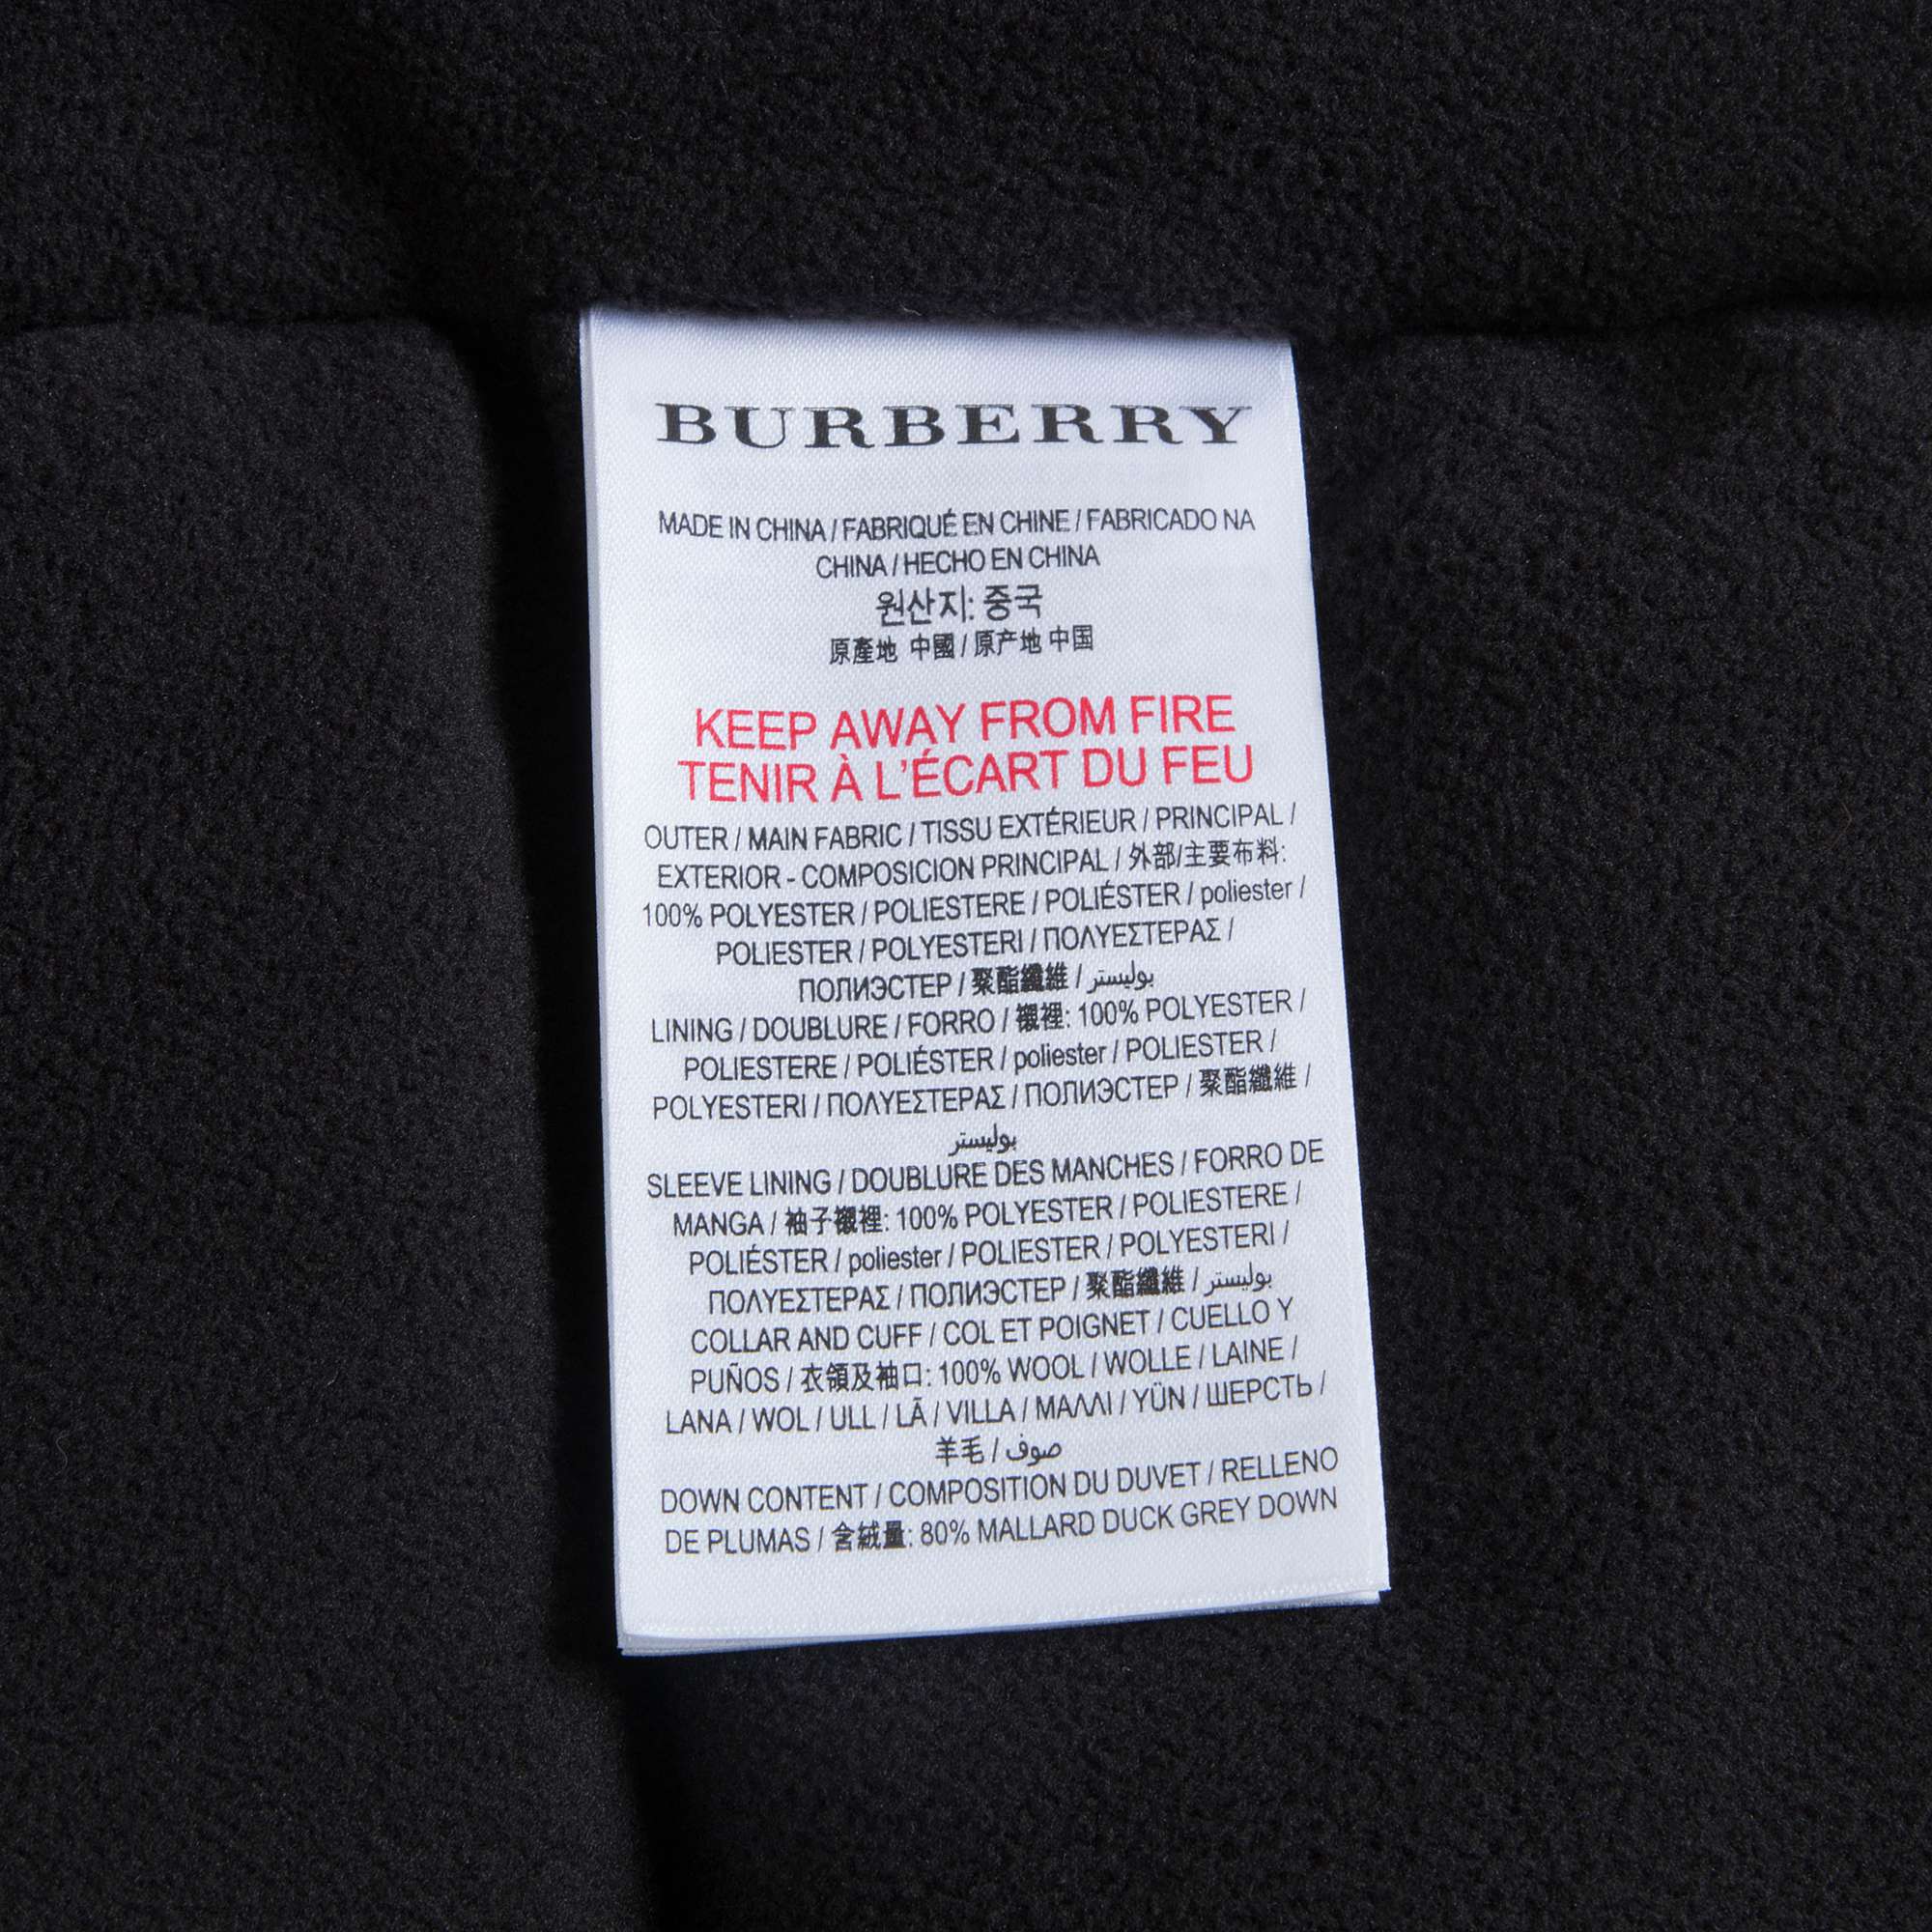 BURBERRY
MADE IN CHINA / FABRIQUÉ EN CHINE / FABRICADO NA
CHINA / HECHO EN CHINA
원산지: 중국
原產地 中國 / 原产地 中国
KEEP AWAY FROM FIRE
TENIR À L'ÉCART DU FEU
OUTER / MAIN FABRIC / TISSU EXTÉRIEUR / PRINCIPAL /
EXTERIOR - COMPOSICION PRINCIPAL / 外部/主要布料:
100% POLYESTER / POLIESTERE / POLIÉSTER / poliester /
POLIESTER / POLYESTERI / ΠΟΛΥΕΣΤΕΡΑΣ /
ПОЛИЭСТЕР / 聚酯纖維 / بوليستر
LINING / DOUBLURE / FORRO / 襯裡: 100% POLYESTER /
POLIESTERE / POLIÉSTER / poliester / POLIESTER /
POLYESTERI / ΠΟΛΥΕΣΤΕΡΑΣ / ПОЛИЭСТЕР / 聚酯纖維 /
بوليستر
SLEEVE LINING / DOUBLURE DES MANCHES / FORRO DE
MANGA / 袖子襯裡: 100% POLYESTER / POLIESTERE /
POLIÉSTER / poliester / POLIESTER / POLYESTERI /
ΠΟΛΥΕΣΤΕΡΑΣ / ПОЛИЭСТЕР / 聚酯纖維 / بوليستر
COLLAR AND CUFF / COL ET POIGNET / CUELLO Y
PUÑOS / 衣領及袖口: 100% WOOL / WOLLE / LAINE /
LANA / WOL / ULL / LÃ / VILLA / ΜΑΛΛΙ / YÜN / ШЕРСТЬ /
羊毛 / صوف
DOWN CONTENT / COMPOSITION DU DUVET / RELLENO
DE PLUMAS / 含絨量: 80% MALLARD DUCK GREY DOWN